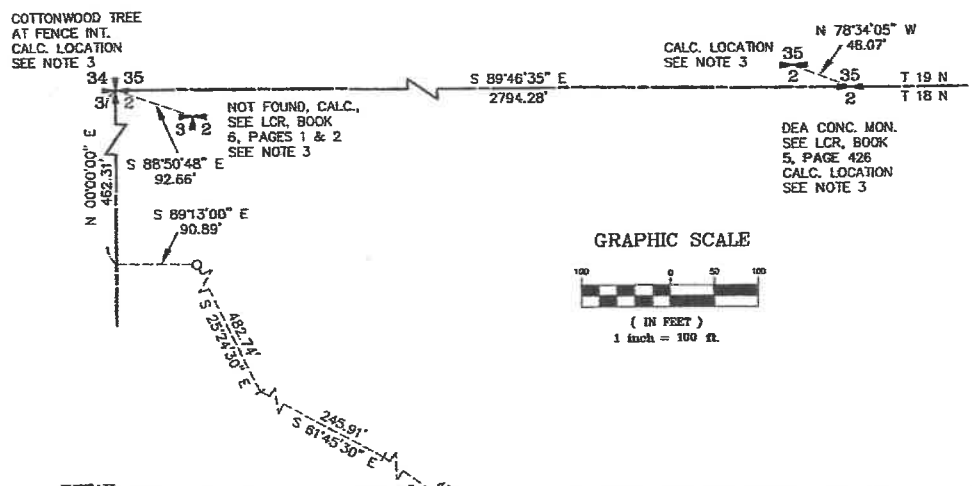 COTTONWOOD TREE
AT FENCE INT.
CALC. LOCATION
SEE NOTE 3
34 35
3 2
3 2
NOT FOUND, CALC.,
SEE LCR, BOOK
6, PAGES 1 & 2
SEE NOTE 3
S 88°50'48" E
92.66'
N 00°00'00" E
462.31'
S 89°13'00" E
90.89'
482.74'
S 25°24'30" E
245.91'
S 61°45'30" E
S 89°46'35" E
2794.28'
CALC. LOCATION
SEE NOTE 3
35
2
N 78°34'05" W
48.07'
35
2
T 19 N
T 18 N
DEA CONC. MON.
SEE LCR, BOOK
5, PAGE 426
CALC. LOCATION
SEE NOTE 3
GRAPHIC SCALE
100 0 50 100
( IN FEET )
1 inch = 100 ft.